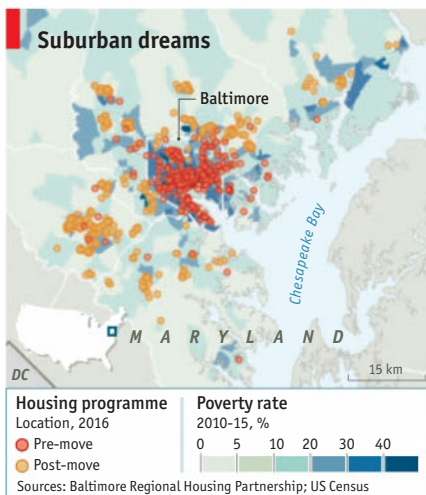 Suburban dreams
Baltimore
Chesapeake Bay
MARYLAND
DC
15 km
Housing programme
Location, 2016
Pre-move
Post-move
Poverty rate
2010-15, %
0 5 10 20 30 40
Sources: Baltimore Regional Housing Partnership; US Census